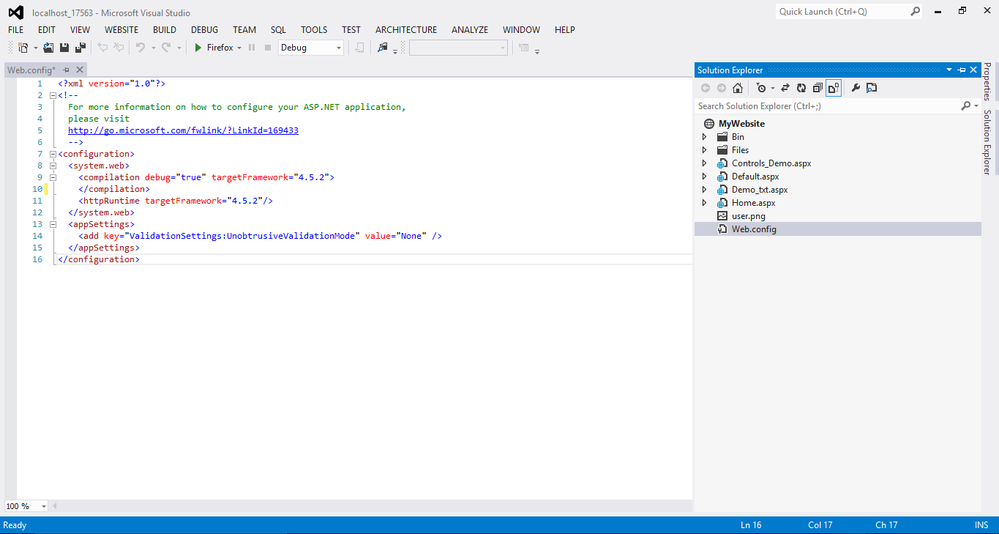 localhost_17563 - Microsoft Visual Studio
Quick Launch (Ctrl+Q)
FILE EDIT VIEW WEBSITE BUILD DEBUG TEAM SQL TOOLS TEST ARCHITECTURE ANALYZE WINDOW HELP
Firefox Debug
Web.config*
1 <?xml version="1.0"?>
2 <!--
3 For more information on how to configure your ASP.NET application,
4 please visit
5 http://go.microsoft.com/fwlink/?LinkId=169433
6 -->
7 <configuration>
8 <system.web>
9 <compilation debug="true" targetFramework="4.5.2">
10 </compilation>
11 <httpRuntime targetFramework="4.5.2"/>
12 </system.web>
13 <appSettings>
14 <add key="ValidationSettings:UnobtrusiveValidationMode" value="None" />
15 </appSettings>
16 </configuration>
100 %
Solution Explorer
Search Solution Explorer (Ctrl+;)
MyWebsite
Bin
Files
Controls_Demo.aspx
Default.aspx
Demo_txt.aspx
Home.aspx
user.png
Web.config
Properties
Solution Explorer
Ready Ln 16 Col 17 Ch 17 INS